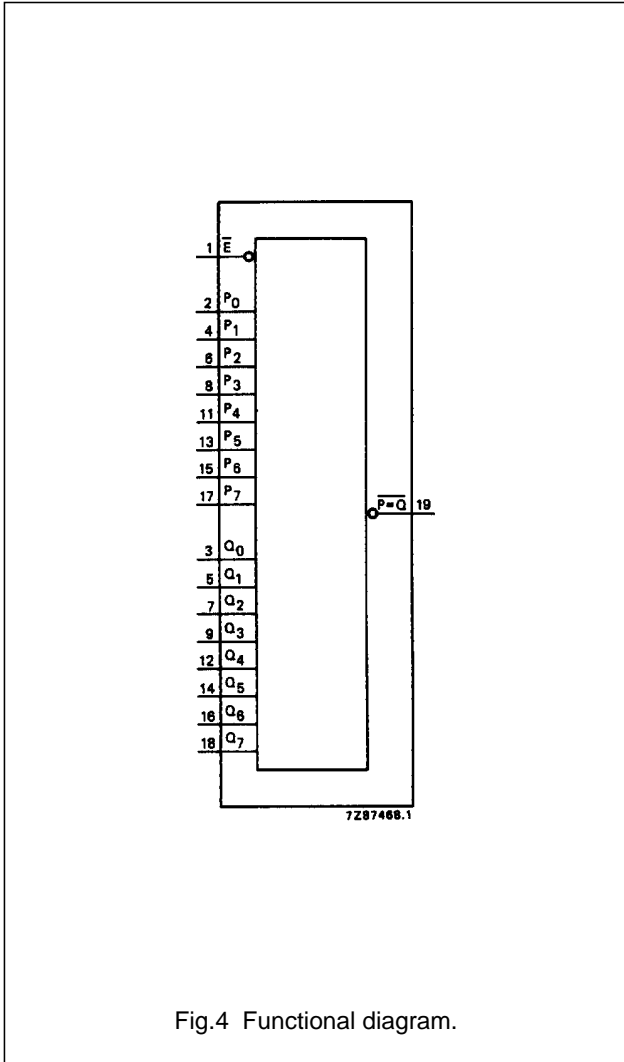 1 E̅
2 P0
4 P1
6 P2
8 P3
11 P4
13 P5
15 P6
17 P7
P=Q 19
3 Q0
5 Q1
7 Q2
9 Q3
12 Q4
14 Q5
16 Q6
18 Q7
7Z87468.1
Fig.4 Functional diagram.